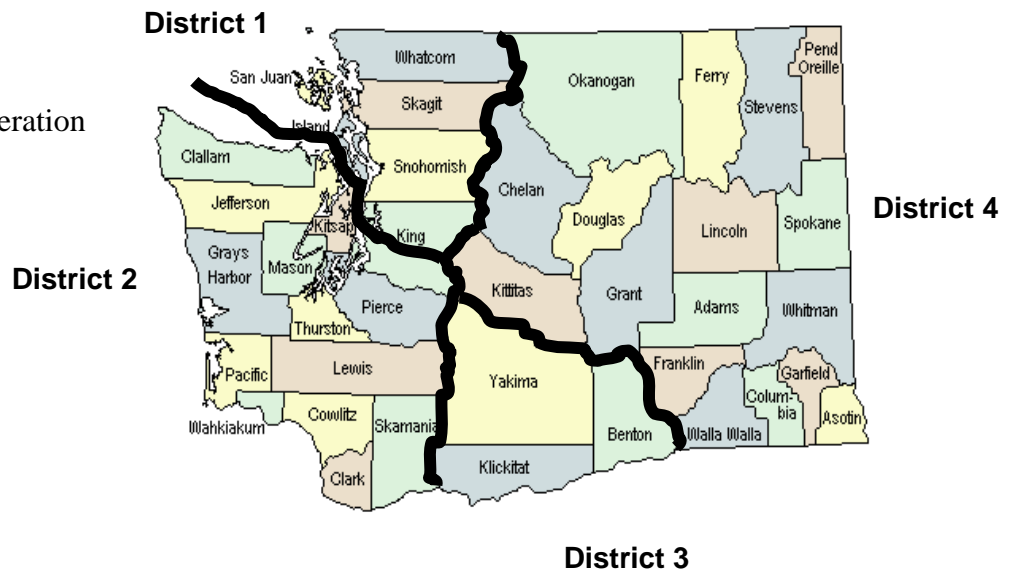 District 1
Whatcom
Pend
Oreille
San Juan
Okanogan
Ferry
Skagit
Stevens
eration
Island
Clallam
Snohomish
Chelan
Jefferson
Douglas
Lincoln
Spokane
District 4
Kitsap
King
Grays
Harbor
Mason
District 2
Kittitas
Grant
Adams
Whitman
Pierce
Thurston
Franklin
Garfield
Pacific
Lewis
Yakima
Colum-
bia
Asotin
Wahkiakum
Cowlitz
Skamania
Benton
Walla Walla
Clark
Klickitat
District 3